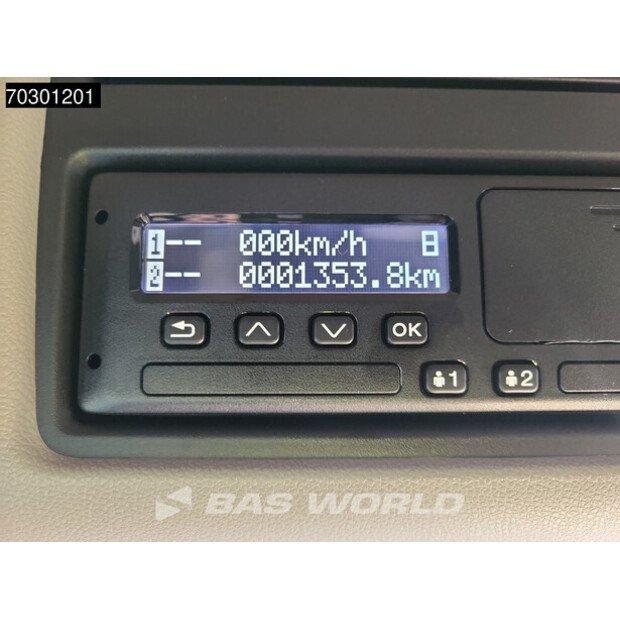 70301201
1-- 000km/h 8
2-- 0001353.8km
OK
1 2
BAS WORLD